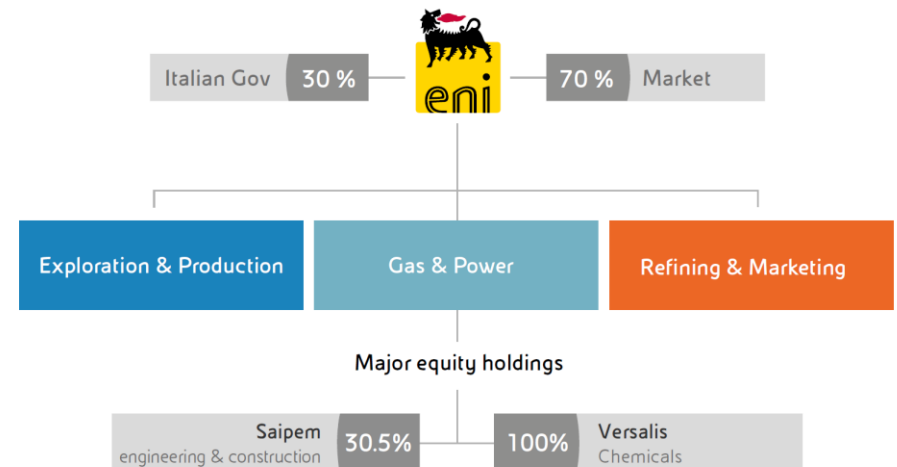 Italian Gov 30 % eni 70 % Market
Exploration & Production
Gas & Power
Refining & Marketing
Major equity holdings
Saipem
engineering & construction
30.5%
100%
Versalis
Chemicals